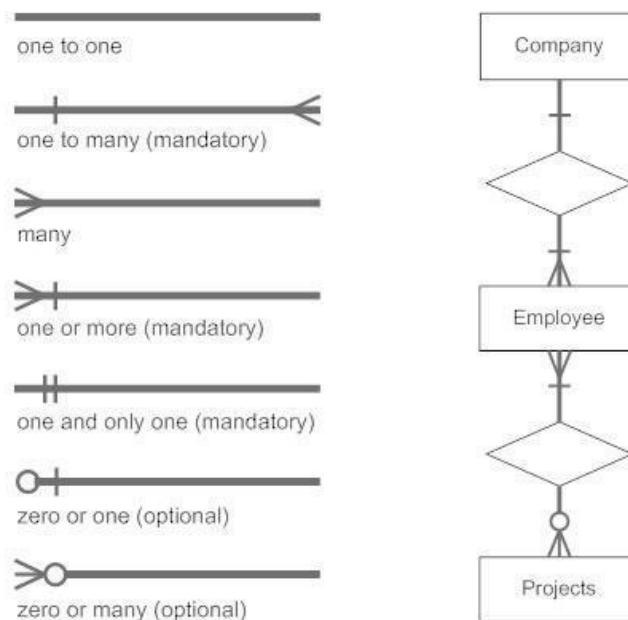 one to one
one to many (mandatory)
many
one or more (mandatory)
one and only one (mandatory)
zero or one (optional)
zero or many (optional)
Company
Employee
Projects